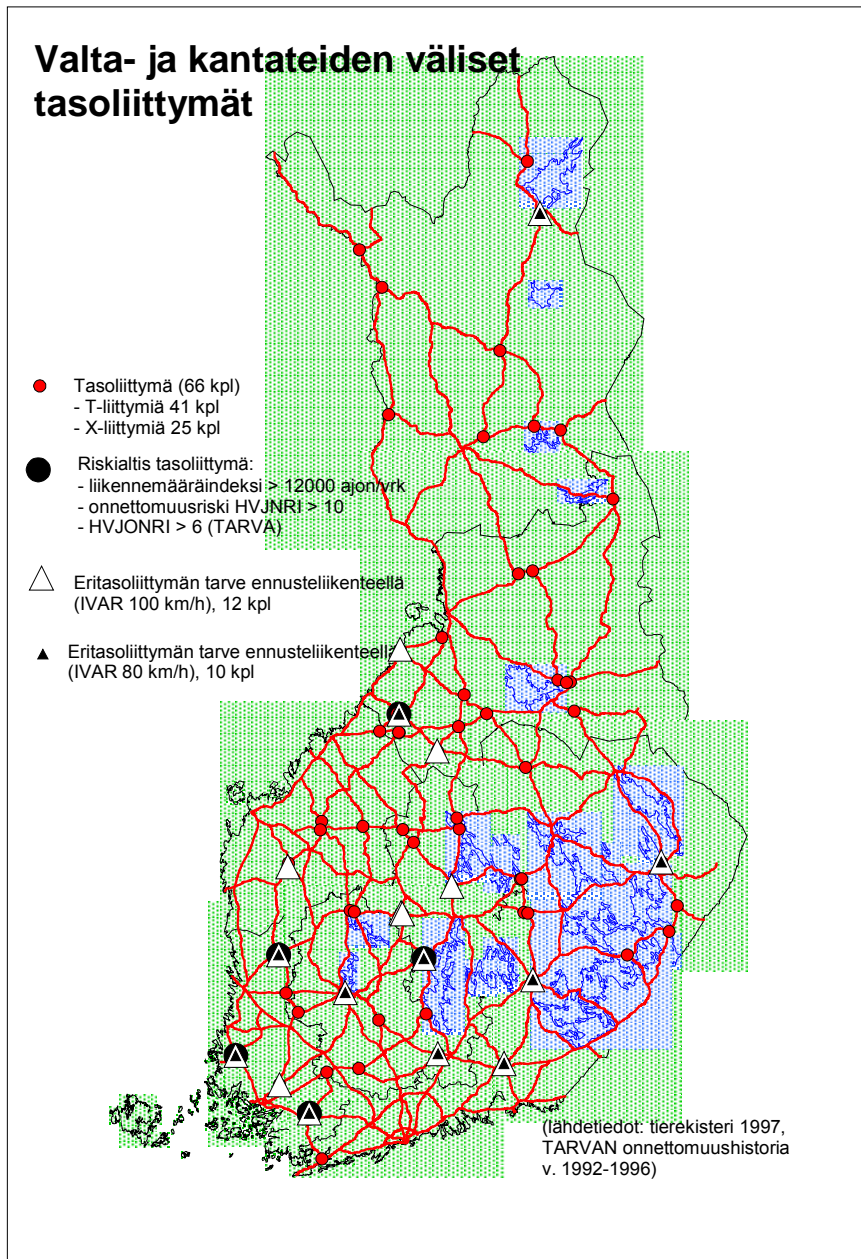 Valta- ja kantateiden väliset
tasoliittymät
Tasoliittymä (66 kpl)
- T-liittymiä 41 kpl
- X-liittymiä 25 kpl
Riskialtis tasoliittymä:
- liikennemääräindeksi > 12000 ajon/vrk
- onnettomuusriski HVJNRI > 10
- HVJONRI > 6 (TARVA)
Eritasoliittymän tarve ennusteliikenteellä
(IVAR 100 km/h), 12 kpl
Eritasoliittymän tarve ennusteliikenteellä
(IVAR 80 km/h), 10 kpl
(lähdetiedot: tierekisteri 1997,
TARVAN onnettomuushistoria
v. 1992-1996)